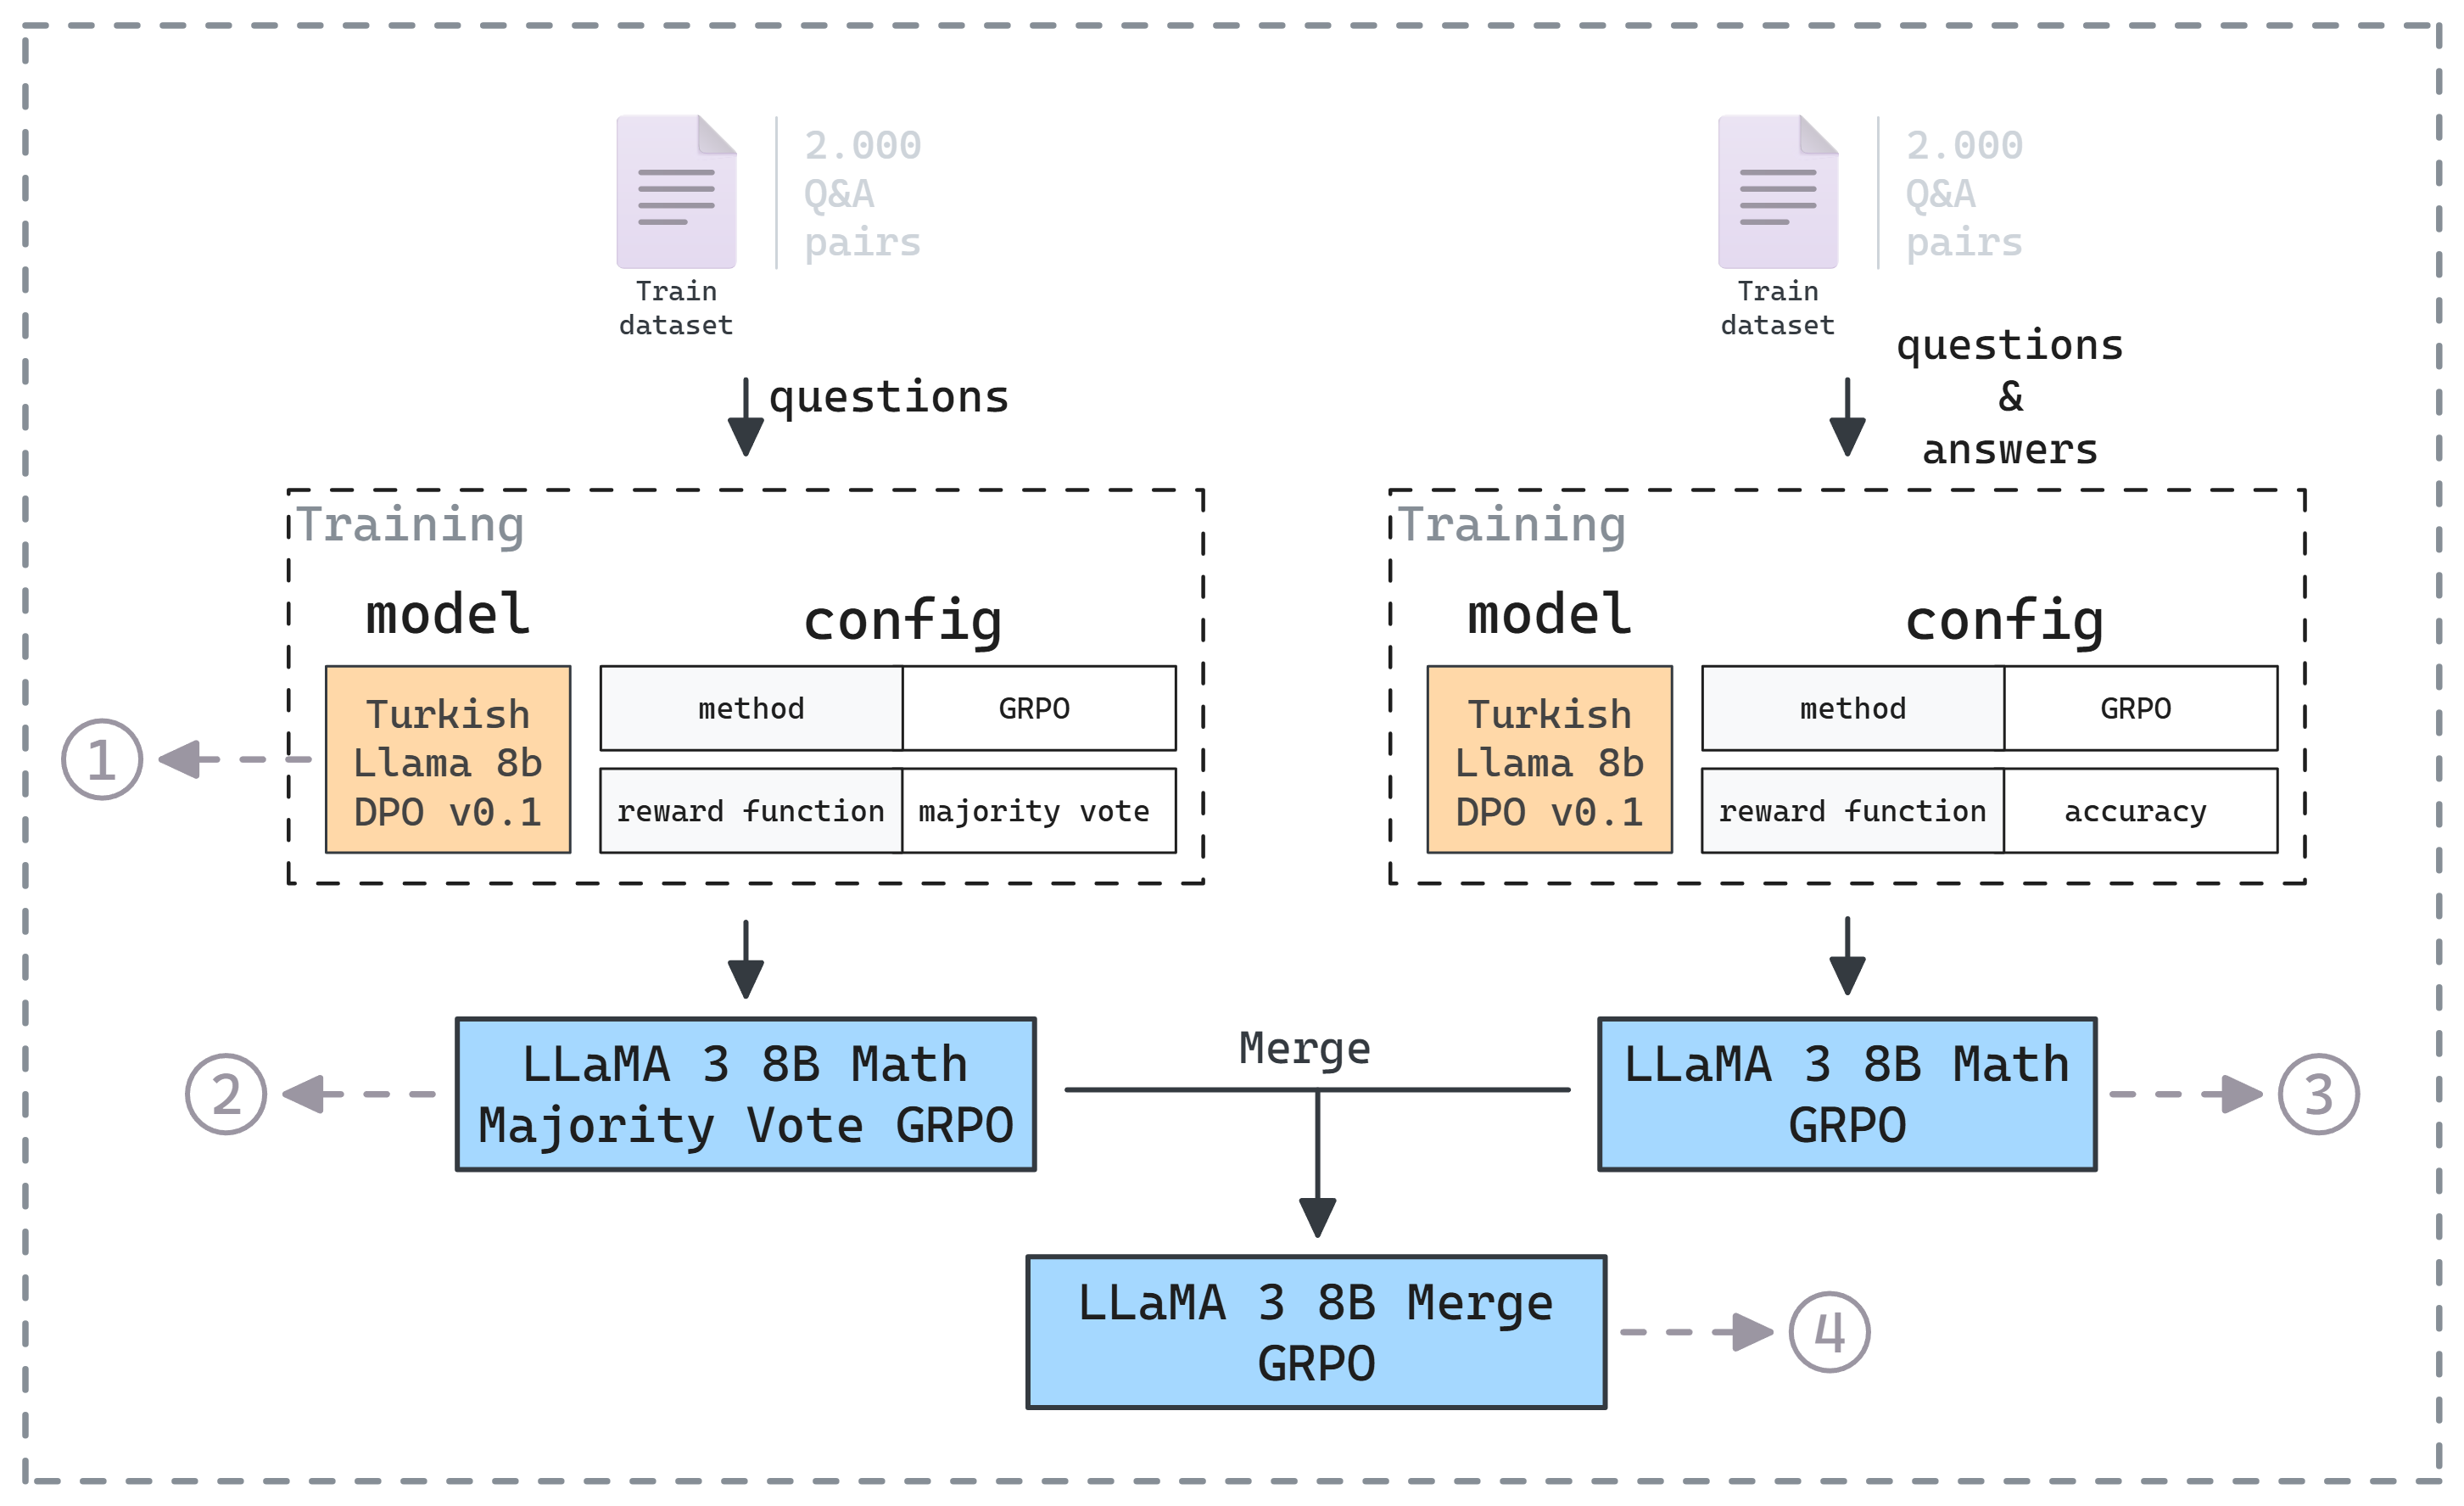 2.000
Q&A
pairs
Train
dataset
questions
Training
model
config
Turkish
Llama 8b
DPO v0.1
method
GRPO
reward function
majority vote
1
LLaMA 3 8B Math
Majority Vote GRPO
2
2.000
Q&A
pairs
Train
dataset
questions
&
answers
Training
model
config
Turkish
Llama 8b
DPO v0.1
method
GRPO
reward function
accuracy
LLaMA 3 8B Math
GRPO
3
Merge
LLaMA 3 8B Merge
GRPO
4